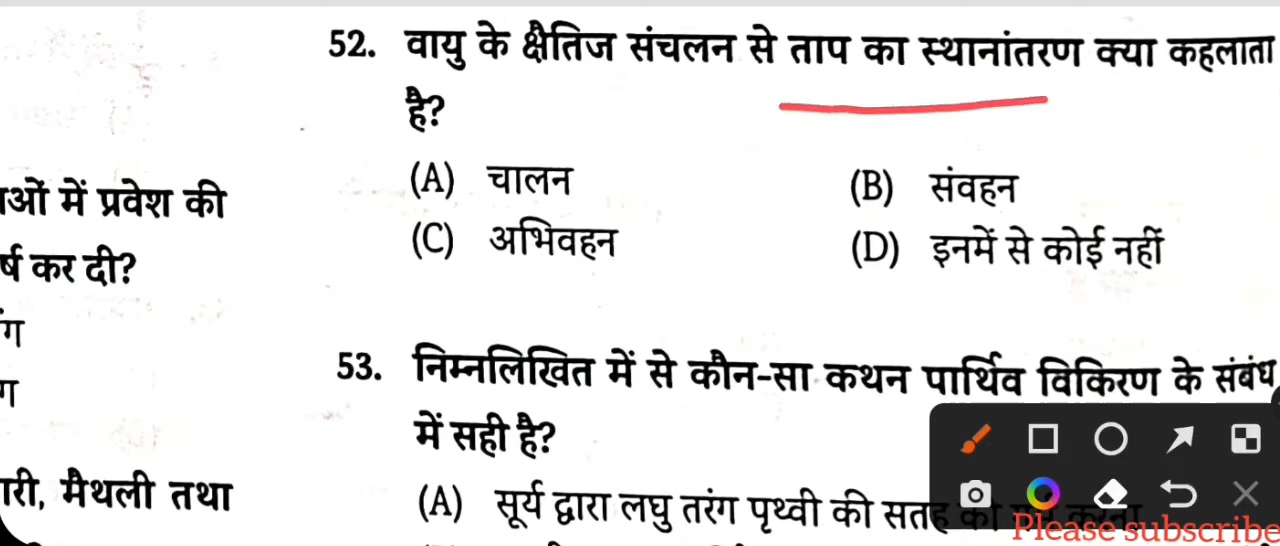 52. वायु के क्षैतिज संचलन से ताप का स्थानांतरण क्या कहलाता
है?
(A) चालन (B) संवहन
(C) अभिवहन (D) इनमें से कोई नहीं
में प्रवेश की
कर दी?
53. निम्नलिखित में से कौन-सा कथन पार्थिव विकिरण के संबंध
में सही है?
(A) सूर्य द्वारा लघु तरंग पृथ्वी की सतह को
मैथली तथा
Please subscribe